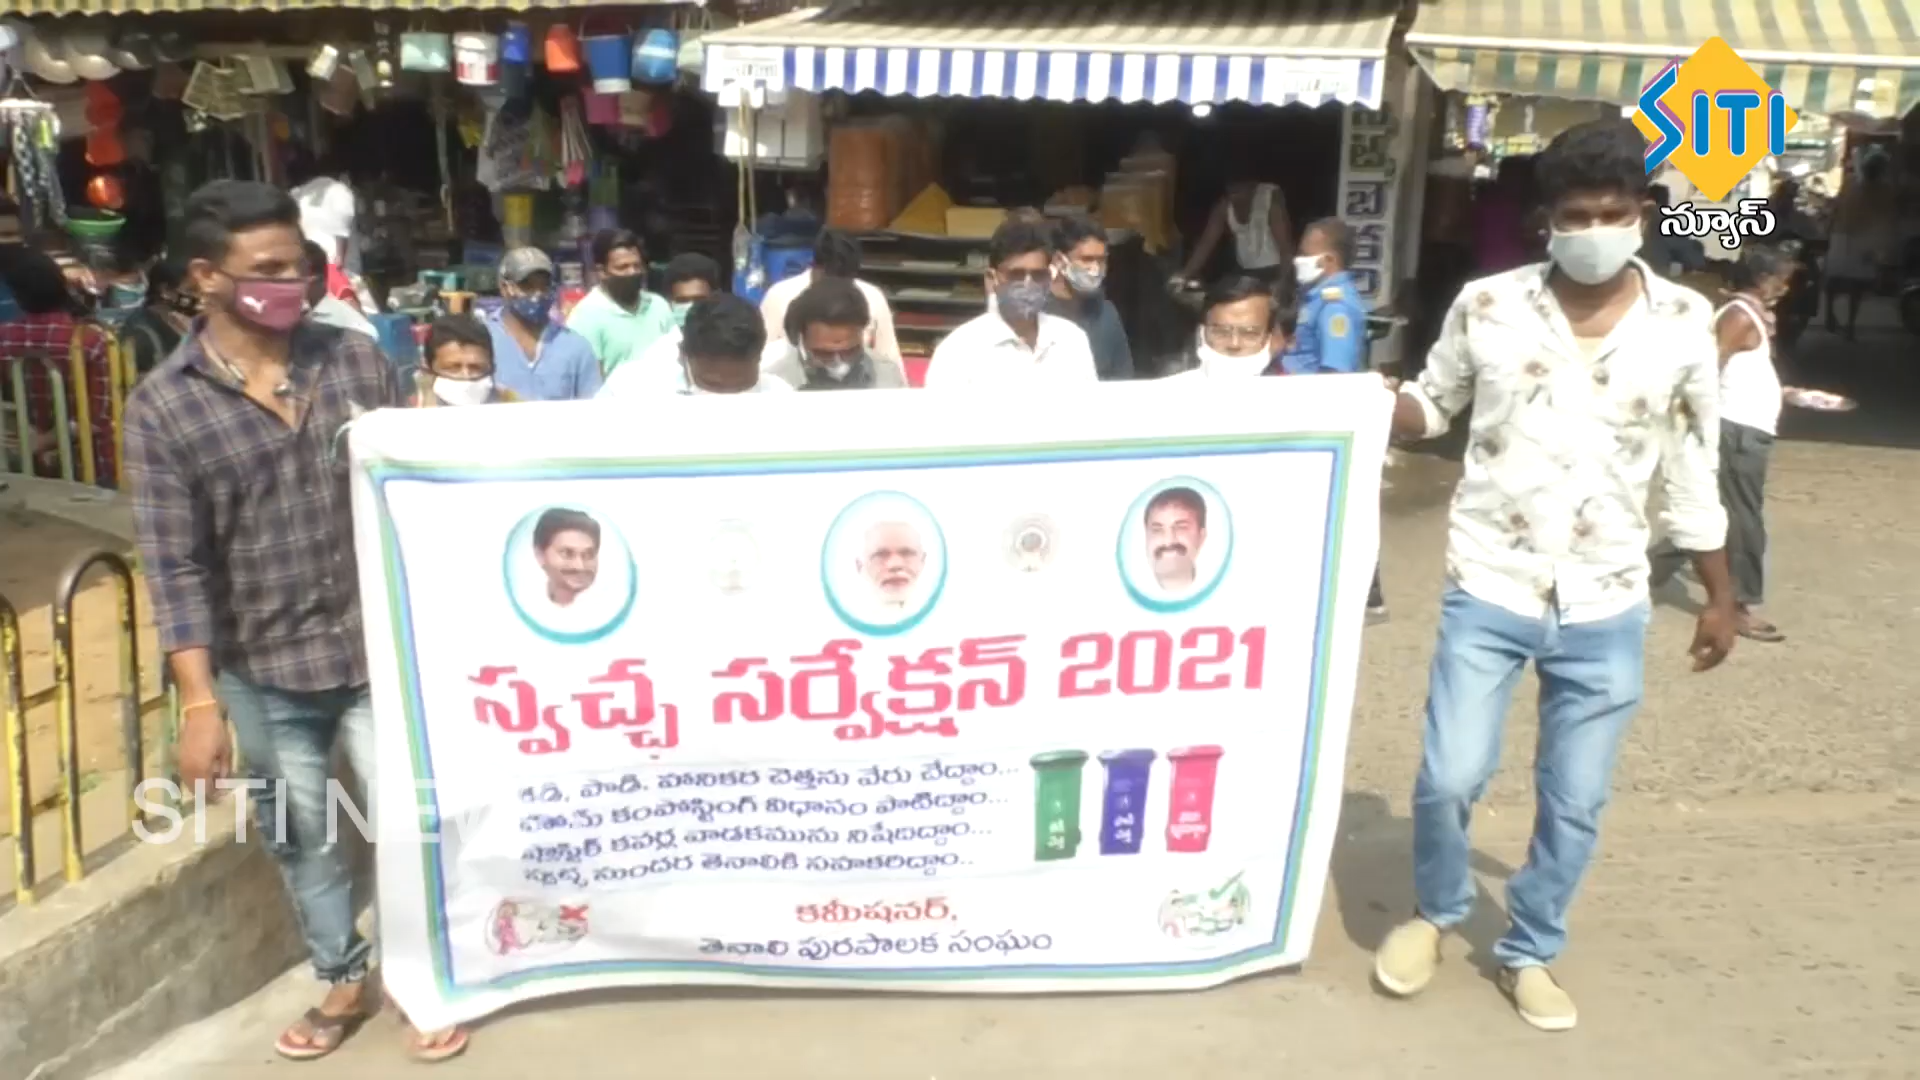 SITI
న్యూస్
స్వచ్ఛ సర్వేక్షన్ 2021
తడి, పొడి, హానికర చెత్తను వేరు చేద్దాం...
హోమ్ కంపోస్టింగ్ విధానం పాటిద్దాం...
ప్లాస్టిక్ కవర్ల వాడకమును నిషేదిద్దాం...
స్వచ్ఛ సుందర తెనాలికి సహకరిద్దాం..
కమీషనర్,
తెనాలి పురపాలక సంఘం
SITI NE